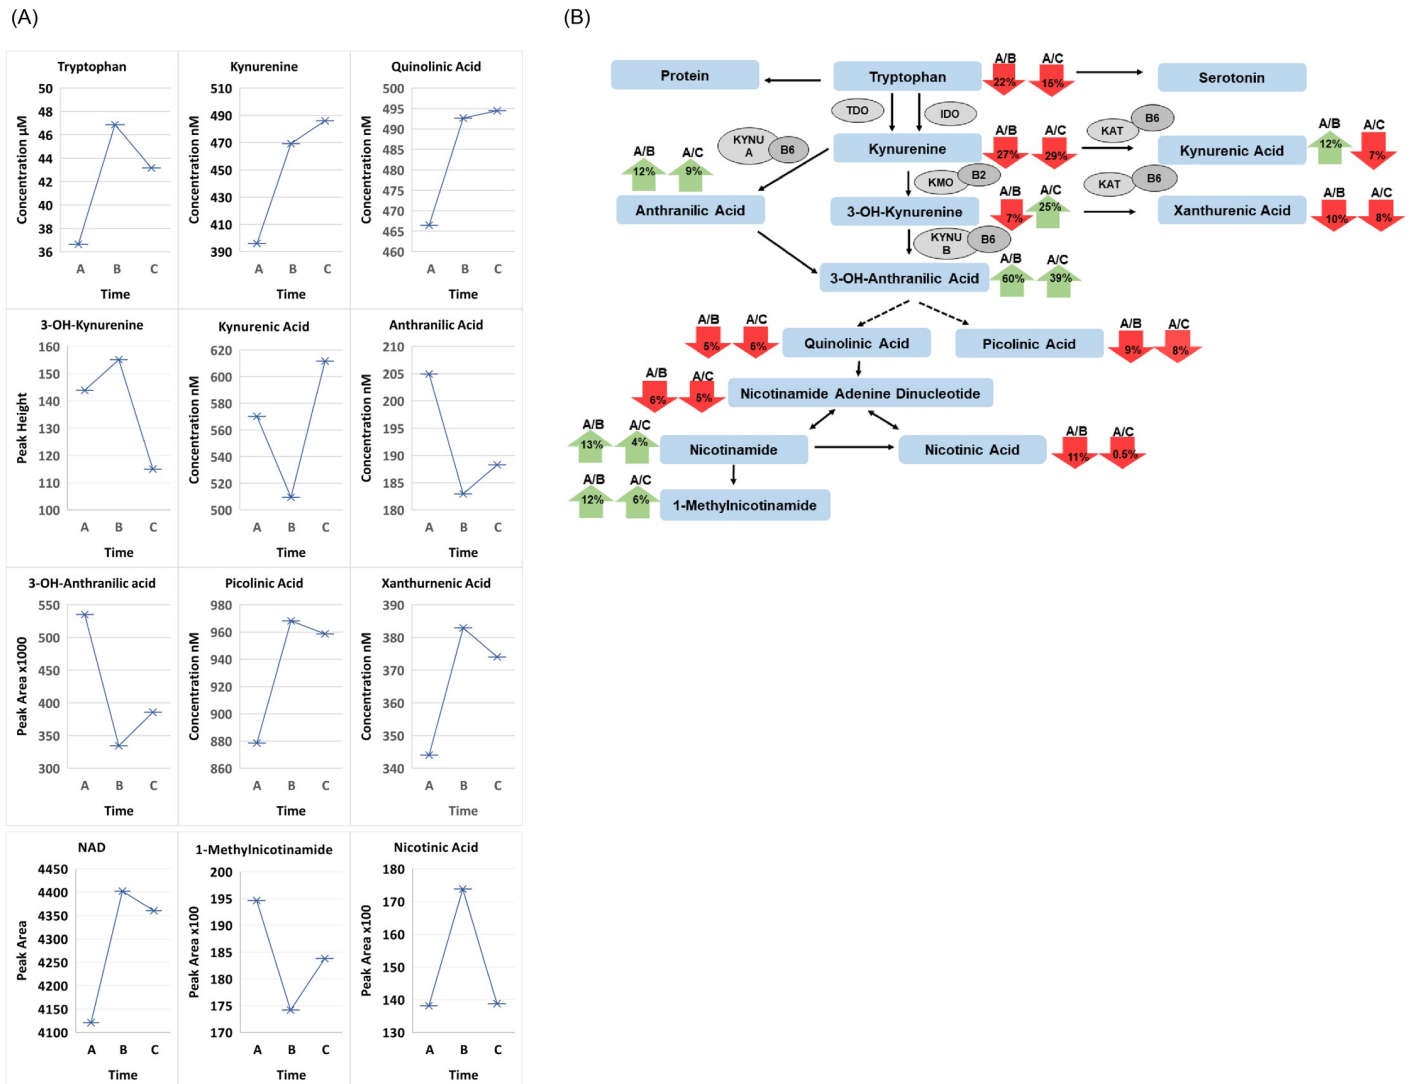 (A)
Tryptophan
Concentration µM
50
48
46
44
42
40
38
36
A B C
Time
Kynurenine
Concentration nM
510
490
470
450
430
410
390
A B C
Time
Quinolinic Acid
Concentration nM
500
495
490
485
480
475
470
465
460
A B C
Time
3-OH-Kynurenine
Peak Height
160
150
140
130
120
110
100
A B C
Time
Kynurenic Acid
Concentration nM
620
600
580
560
540
520
500
A B C
Time
Anthranilic Acid
Concentration nM
210
205
200
195
190
185
180
A B C
Time
3-OH-Anthranilic acid
Peak Area x1000
550
500
450
400
350
300
A B C
Time
Picolinic Acid
Concentration nM
980
960
940
920
900
880
860
A B C
Time
Xanthurnenic Acid
Concentration nM
390
380
370
360
350
340
A B C
Time
NAD
Peak Area
4450
4400
4350
4300
4250
4200
4150
4100
A B C
Time
1-Methylnicotinamide
Peak Area x100
200
195
190
185
180
175
170
A B C
Time
Nicotinic Acid
Peak Area x100
180
170
160
150
140
130
A B C
Time
(B)
Protein
Tryptophan
A/B A/C
22% 15%
Serotonin
TDO
IDO
KYNU
A
B6
Kynurenine
A/B A/C
27% 29%
KAT
B6
Kynurenic Acid
A/B A/C
12% 7%
A/B A/C
12% 9%
Anthranilic Acid
KMO
B2
3-OH-Kynurenine
A/B A/C
7% 25%
KAT
B6
Xanthurenic Acid
A/B A/C
10% 8%
KYNU
B
B6
3-OH-Anthranilic Acid
A/B A/C
60% 39%
A/B A/C
5% 6%
Quinolinic Acid
Picolinic Acid
A/B A/C
9% 8%
A/B A/C
6% 5%
Nicotinamide Adenine Dinucleotide
A/B A/C
13% 4%
Nicotinamide
Nicotinic Acid
A/B A/C
11% 0.5%
A/B A/C
12% 6%
1-Methylnicotinamide